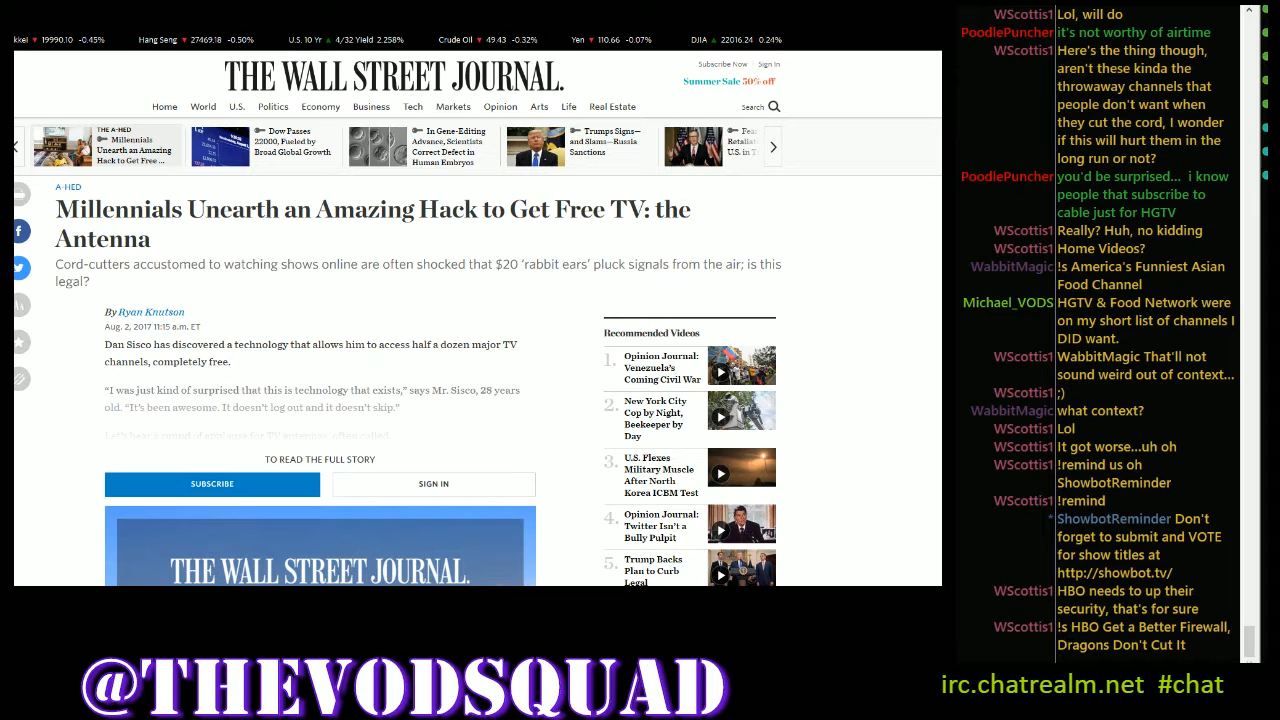 kkei ▼ 19990.10 -0.45% Hang Seng ▼ 27469.18 -0.50% U.S. 10 Yr ▲ 4/32 Yield 2.258% Crude Oil ▼ 49.43 -0.32% Yen ▼ 110.66 -0.07% DJIA ▲ 22016.24 0.24%
THE WALL STREET JOURNAL.
Subscribe Now | Sign In
Summer Sale 50% off
Home World U.S. Politics Economy Business Tech Markets Opinion Arts Life Real Estate
Search
THE A-HED
Millennials
Unearth an Amazing
Hack to Get Free ...
Dow Passes
22000, Fueled by
Broad Global Growth
In Gene-Editing
Advance, Scientists
Correct Defect in
Human Embryos
Trumps Signs—
and Slams—Russia
Sanctions
Fea
Retaliat
U.S. in T
A-HED
Millennials Unearth an Amazing Hack to Get Free TV: the
Antenna
Cord-cutters accustomed to watching shows online are often shocked that $20 ‘rabbit ears’ pluck signals from the air; is this
legal?
By Ryan Knutson
Aug. 2, 2017 11:15 a.m. ET
Dan Sisco has discovered a technology that allows him to access half a dozen major TV
channels, completely free.
“I was just kind of surprised that this is technology that exists,” says Mr. Sisco, 28 years
old. “It’s been awesome. It doesn’t log out and it doesn’t skip.”
Let’s hear a round of applause for TV antennas, often called
TO READ THE FULL STORY
SUBSCRIBE
SIGN IN
THE WALL STREET JOURNAL.
Recommended Videos
1. Opinion Journal:
Venezuela's
Coming Civil War
2. New York City
Cop by Night,
Beekeeper by
Day
3. U.S. Flexes
Military Muscle
After North
Korea ICBM Test
4. Opinion Journal:
Twitter Isn't a
Bully Pulpit
5. Trump Backs
Plan to Curb
Legal
@THEVODSQUAD
WScottis1 Lol, will do
PoodlePuncher it's not worthy of airtime
WScottis1 Here's the thing though,
aren't these kinda the
throwaway channels that
people don't want when
they cut the cord, I wonder
if this will hurt them in the
long run or not?
PoodlePuncher you'd be surprised... i know
people that subscribe to
cable just for HGTV
WScottis1 Really? Huh, no kidding
WScottis1 Home Videos?
WabbitMagic !s America's Funniest Asian
Food Channel
Michael_VODS HGTV & Food Network were
on my short list of channels I
DID want.
WScottis1 WabbitMagic That'll not
sound weird out of context...
WScottis1 ;)
WabbitMagic what context?
WScottis1 Lol
WScottis1 It got worse...uh oh
WScottis1 !remind us oh
ShowbotReminder
WScottis1 !remind
* ShowbotReminder Don't
forget to submit and VOTE
for show titles at
http://showbot.tv/
WScottis1 HBO needs to up their
security, that's for sure
WScottis1 !s HBO Get a Better Firewall,
Dragons Don't Cut It
irc.chatrealm.net #chat